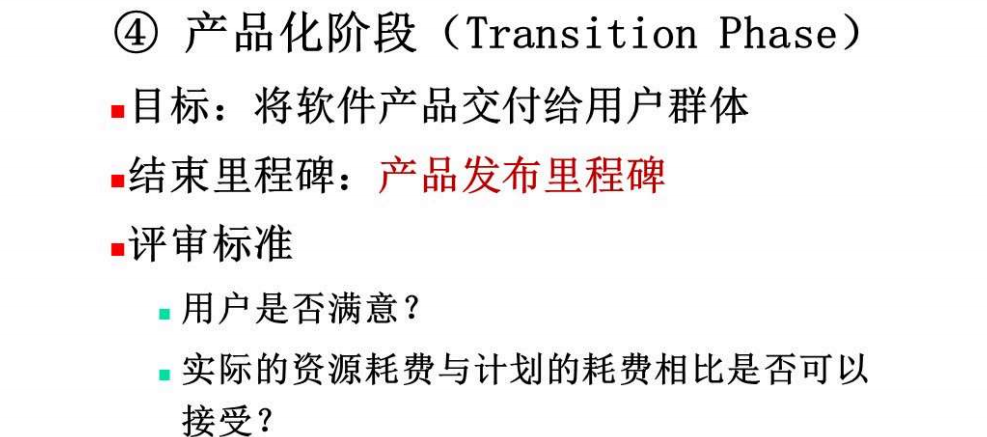 ④ 产品化阶段（Transition Phase）
目标：将软件产品交付给用户群体
结束里程碑：产品发布里程碑
评审标准
用户是否满意？
实际的资源耗费与计划的耗费相比是否可以
接受？